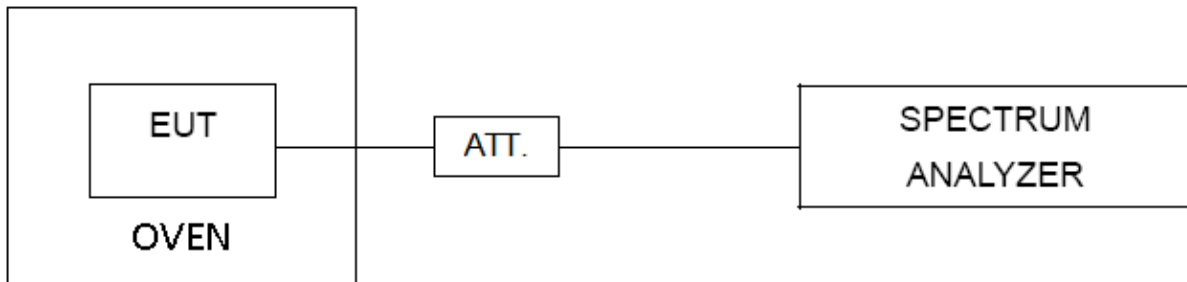 EUT
OVEN
ATT.
SPECTRUM
ANALYZER